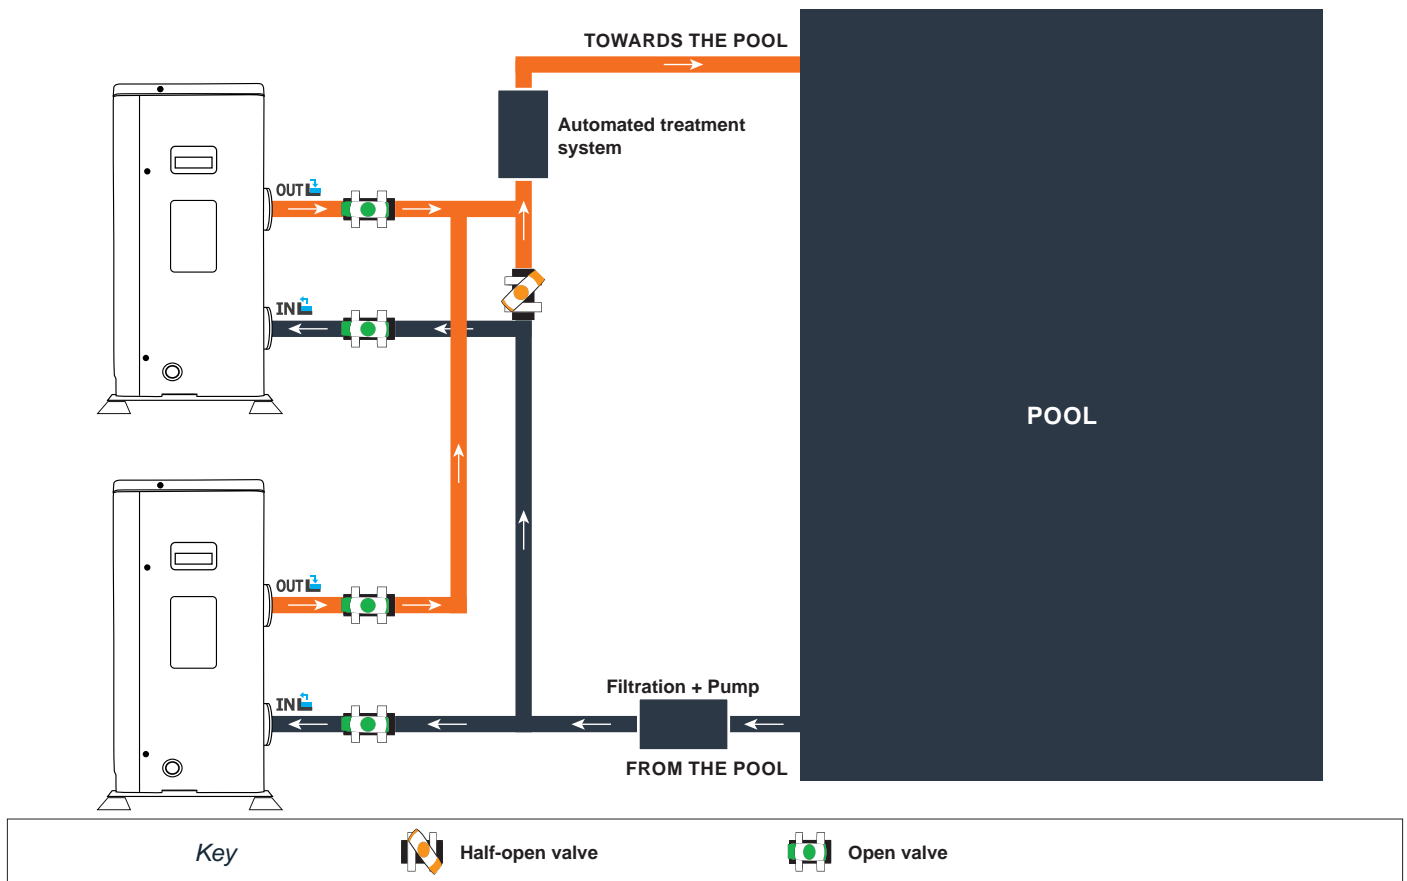 TOWARDS THE POOL
Automated treatment
system
OUT
IN
POOL
OUT
Filtration + Pump
IN
FROM THE POOL
Key
Half-open valve
Open valve